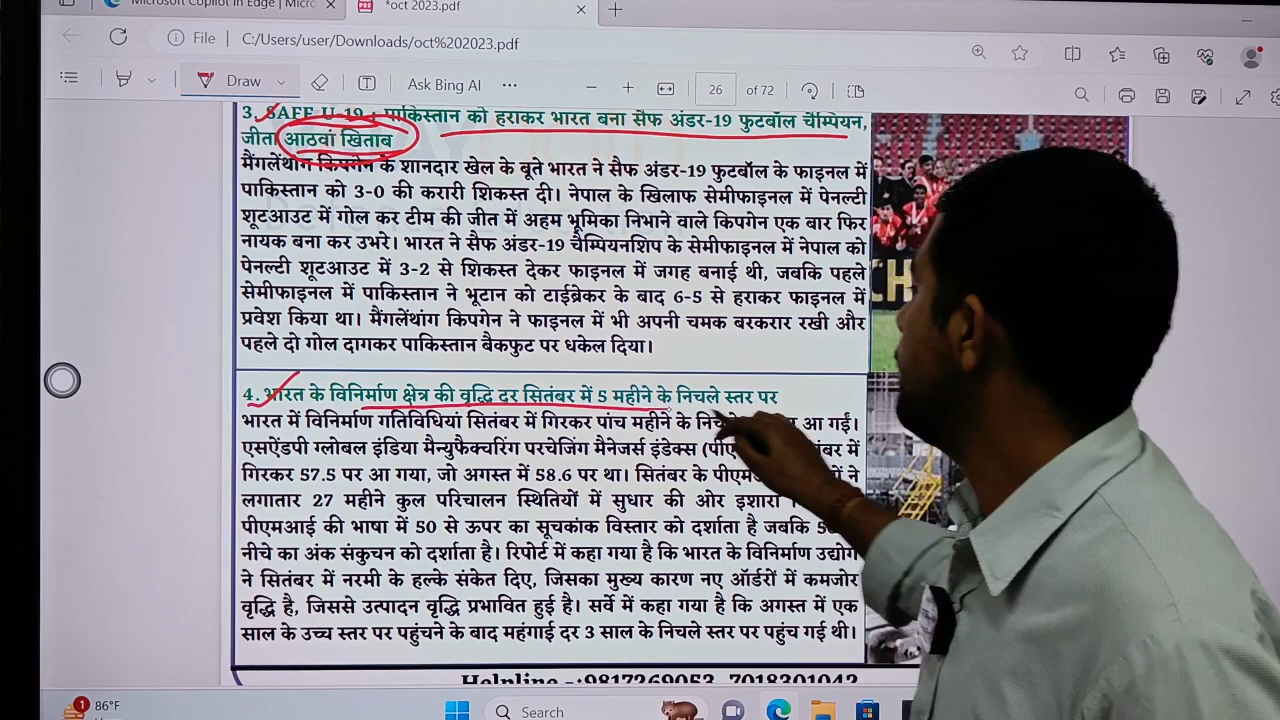 Microsoft Copilot in Edge | Micro
*oct 2023.pdf
File | C:/Users/user/Downloads/oct%202023.pdf
Draw
Ask Bing AI
26 of 72
3. SAFF U-19 : पाकिस्तान को हराकर भारत बना सैफ अंडर-19 फुटबॉल चैम्पियन,
जीता आठवां खिताब
मैंगलेंथांग किपगेन के शानदार खेल के बूते भारत ने सैफ अंडर-19 फुटबॉल के फाइनल में
पाकिस्तान को 3-0 की करारी शिकस्त दी। नेपाल के खिलाफ सेमीफाइनल में पेनल्टी
शूटआउट में गोल कर टीम की जीत में अहम भूमिका निभाने वाले किपगेन एक बार फिर
नायक बना कर उभरे। भारत ने सैफ अंडर-19 चैम्पियनशिप के सेमीफाइनल में नेपाल को
पेनल्टी शूटआउट में 3-2 से शिकस्त देकर फाइनल में जगह बनाई थी, जबकि पहले
सेमीफाइनल में पाकिस्तान ने भूटान को टाईब्रेकर के बाद 6-5 से हराकर फाइनल में
प्रवेश किया था। मैंगलेंथांग किपगेन ने फाइनल में भी अपनी चमक बरकरार रखी और
पहले दो गोल दागकर पाकिस्तान बैकफुट पर धकेल दिया।
CH
4. भारत के विनिर्माण क्षेत्र की वृद्धि दर सितंबर में 5 महीने के निचले स्तर पर
भारत में विनिर्माण गतिविधियां सितंबर में गिरकर पांच महीने के आ गईं।
एसऐंडपी ग्लोबल इंडिया मैन्युफैक्चरिंग परचेजिंग मैनेजर्स इंडेक्स में
गिरकर 57.5 पर आ गया, जो अगस्त में 58.6 पर था। सितंबर के ने
लगातार 27 महीने कुल परिचालन स्थितियों में सुधार की ओर इशारा
पीएमआई की भाषा में 50 से ऊपर का सूचकांक विस्तार को दर्शाता है जबकि
नीचे का अंक संकुचन को दर्शाता है। रिपोर्ट में कहा गया है कि भारत के विनिर्माण उद्योग
ने सितंबर में नरमी के हल्के संकेत दिए, जिसका मुख्य कारण नए ऑर्डरों में कमजोर
वृद्धि है, जिससे उत्पादन वृद्धि प्रभावित हुई है। सर्वे में कहा गया है कि अगस्त में एक
साल के उच्च स्तर पर पहुंचने के बाद महंगाई दर 3 साल के निचले स्तर पर पहुंच गई थी।
Helpline -:9817269053, 7018301042
1
86°F
Search